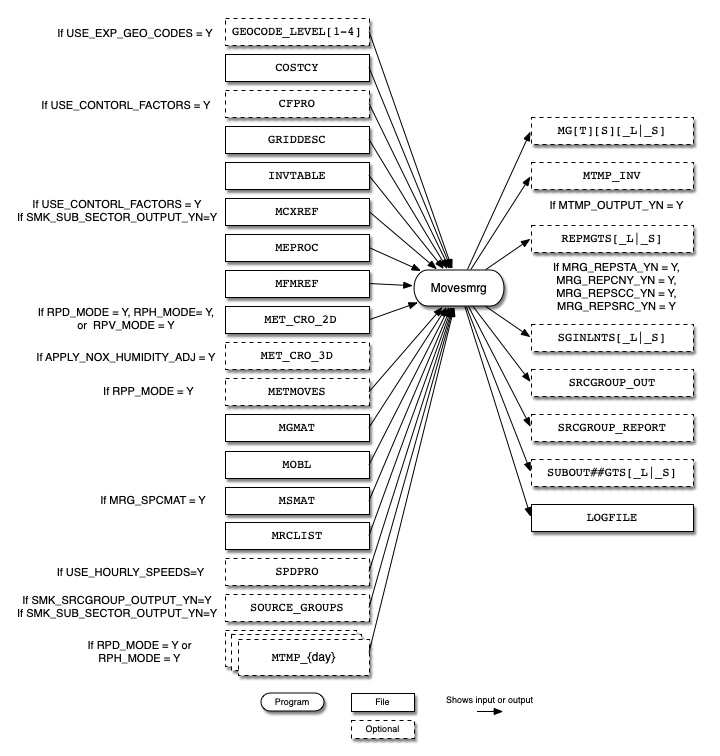 If USE_EXP_GEO_CODES = Y
GEOCODE_LEVEL[1-4]
COSTCY
If USE_CONTORL_FACTORS = Y
CFPRO
GRIDDESC
INVTABLE
If USE_CONTORL_FACTORS = Y
If SMK_SUB_SECTOR_OUTPUT_YN=Y
MCXREF
MEPROC
MFMREF
If RPD_MODE = Y, RPH_MODE= Y,
or RPV_MODE = Y
MET_CRO_2D
If APPLY_NOX_HUMIDITY_ADJ = Y
MET_CRO_3D
If RPP_MODE = Y
METMOVES
MGMAT
MOBL
If MRG_SPCMAT = Y
MSMAT
MRCLIST
If USE_HOURLY_SPEEDS=Y
SPDPRO
If SMK_SRCGROUP_OUTPUT_YN=Y
If SMK_SUB_SECTOR_OUTPUT_YN=Y
SOURCE_GROUPS
If RPD_MODE = Y or
RPH_MODE = Y
MTMP_{day}
Movesmrg
MG[T][S][_L|_S]
MTMP_INV
If MTMP_OUTPUT_YN = Y
REPMGTS[_L|_S]
If MRG_REPSTA_YN = Y,
MRG_REPCNY_YN = Y,
MRG_REPSCC_YN = Y,
MRG_REPSRC_YN = Y
SGINLNTS[_L|_S]
SRCGROUP_OUT
SRCGROUP_REPORT
SUBOUT##GTS[_L|_S]
LOGFILE
Program
File
Shows input or output
Optional